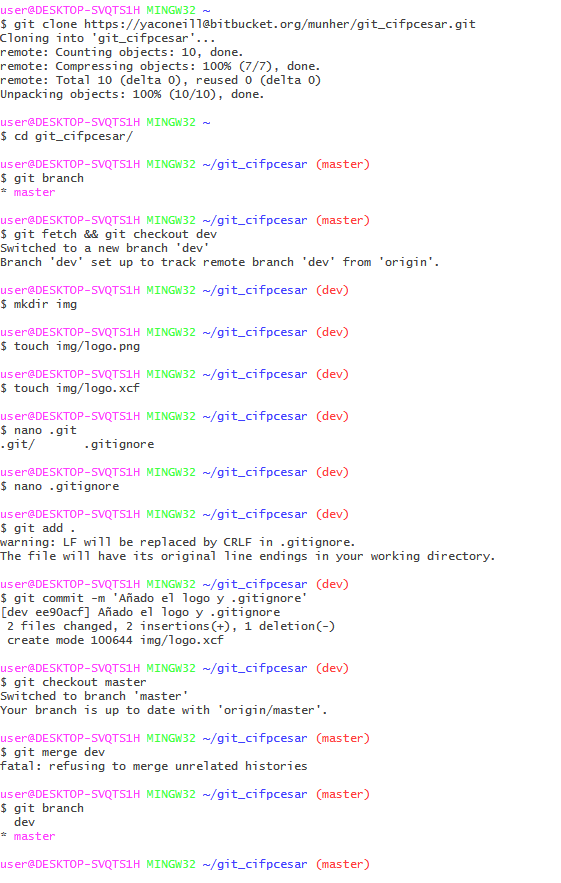 user@DESKTOP-SVQTS1H MINGW32 ~
$ git clone https://yaconeill@bitbucket.org/munher/git_cifpcesar.git
Cloning into 'git_cifpcesar'...
remote: Counting objects: 10, done.
remote: Compressing objects: 100% (7/7), done.
remote: Total 10 (delta 0), reused 0 (delta 0)
Unpacking objects: 100% (10/10), done.

user@DESKTOP-SVQTS1H MINGW32 ~
$ cd git_cifpcesar/

user@DESKTOP-SVQTS1H MINGW32 ~/git_cifpcesar (master)
$ git branch
* master

user@DESKTOP-SVQTS1H MINGW32 ~/git_cifpcesar (master)
$ git fetch && git checkout dev
Switched to a new branch 'dev'
Branch 'dev' set up to track remote branch 'dev' from 'origin'.

user@DESKTOP-SVQTS1H MINGW32 ~/git_cifpcesar (dev)
$ mkdir img

user@DESKTOP-SVQTS1H MINGW32 ~/git_cifpcesar (dev)
$ touch img/logo.png

user@DESKTOP-SVQTS1H MINGW32 ~/git_cifpcesar (dev)
$ touch img/logo.xcf

user@DESKTOP-SVQTS1H MINGW32 ~/git_cifpcesar (dev)
$ nano .git
.git/       .gitignore

user@DESKTOP-SVQTS1H MINGW32 ~/git_cifpcesar (dev)
$ nano .gitignore

user@DESKTOP-SVQTS1H MINGW32 ~/git_cifpcesar (dev)
$ git add .
warning: LF will be replaced by CRLF in .gitignore.
The file will have its original line endings in your working directory.

user@DESKTOP-SVQTS1H MINGW32 ~/git_cifpcesar (dev)
$ git commit -m 'Añado el logo y .gitignore'
[dev ee90acf] Añado el logo y .gitignore
 2 files changed, 2 insertions(+), 1 deletion(-)
 create mode 100644 img/logo.xcf

user@DESKTOP-SVQTS1H MINGW32 ~/git_cifpcesar (dev)
$ git checkout master
Switched to branch 'master'
Your branch is up to date with 'origin/master'.

user@DESKTOP-SVQTS1H MINGW32 ~/git_cifpcesar (master)
$ git merge dev
fatal: refusing to merge unrelated histories

user@DESKTOP-SVQTS1H MINGW32 ~/git_cifpcesar (master)
$ git branch
  dev
* master

user@DESKTOP-SVQTS1H MINGW32 ~/git_cifpcesar (master)